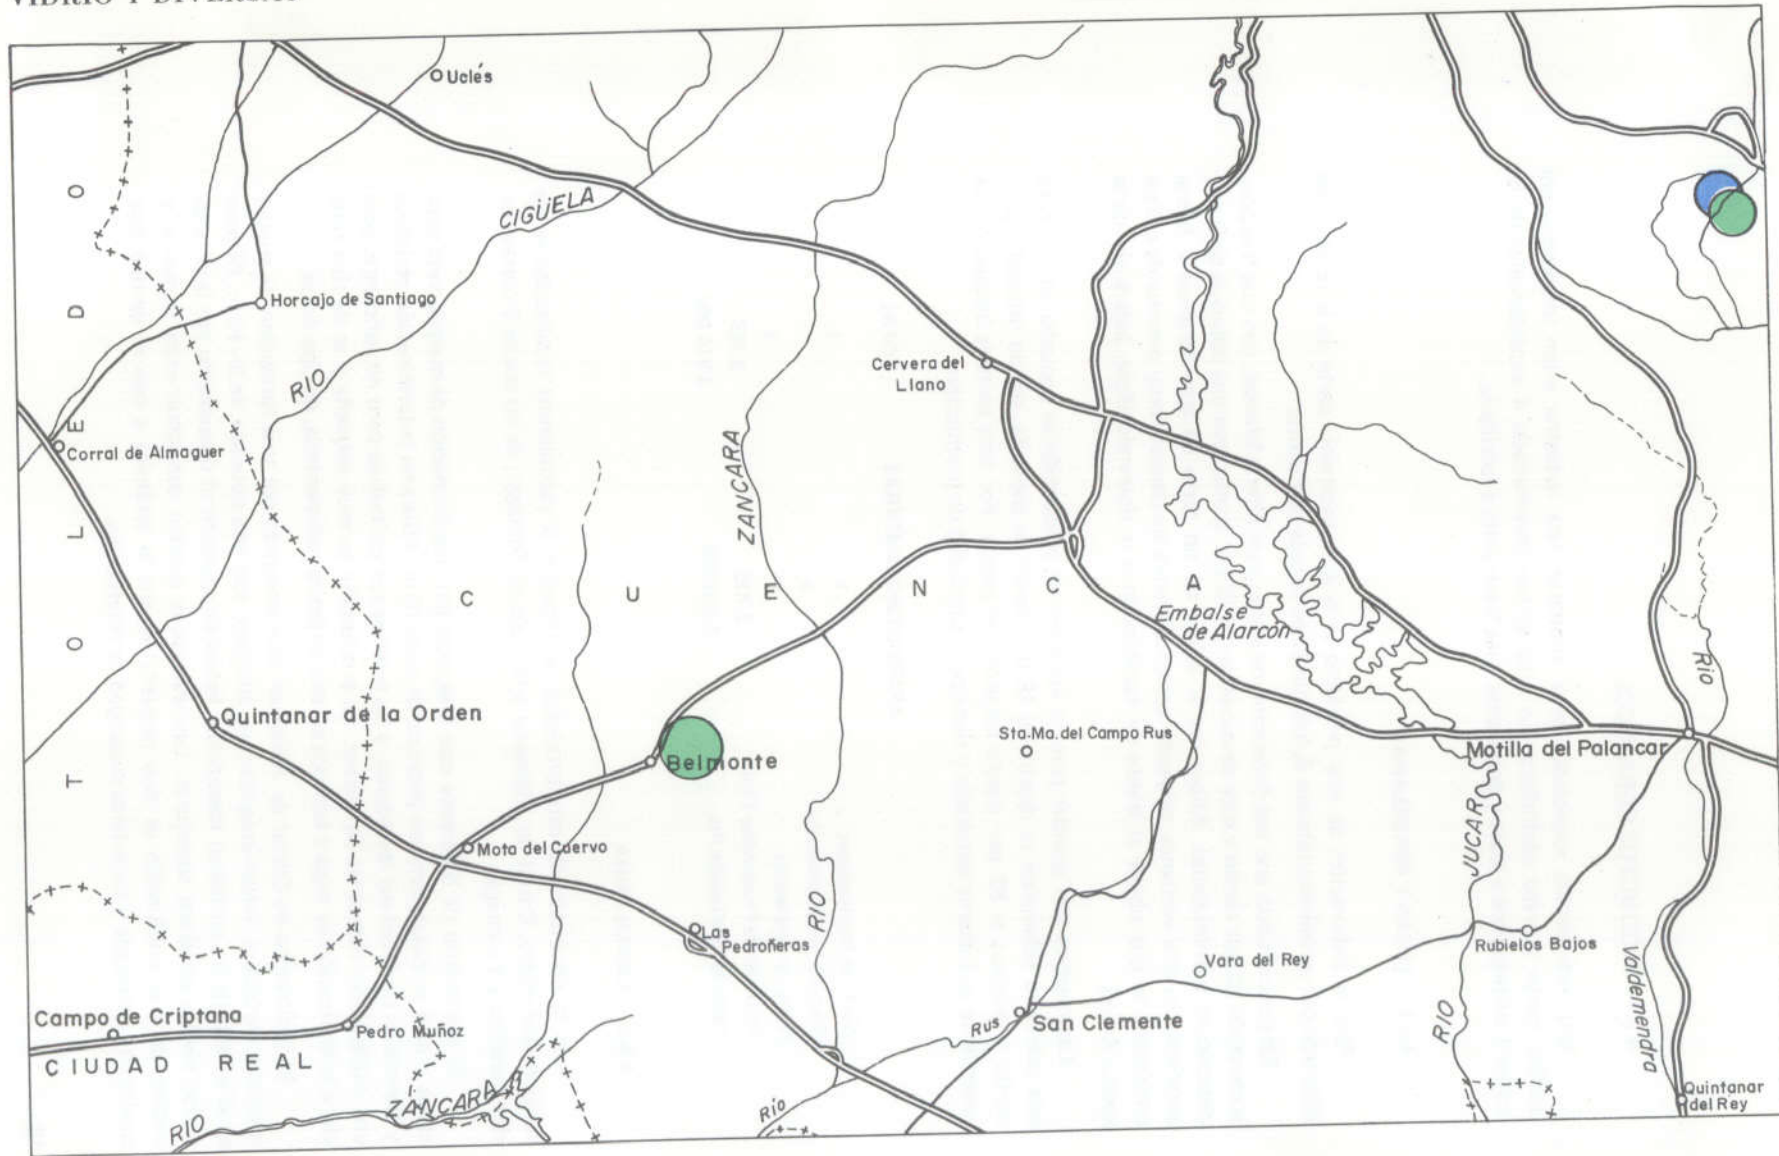 Uclés
CIGÜELA
TOLEDO
Horcajo de Santiago
RIO
Cervera del
Llano
Corral de Almaguer
ZANCARA
CUENCA
Embalse
de Alarcón
Rio
Quintanar de la Orden
Sta. Ma. del Campo Rus
Motilla del Palancar
Belmonte
JUCAR
Mota del Cuervo
RIO
Las
Pedroñeras
Rubielos Bajos
Vara del Rey
Valdemendra
Campo de Criptana
Pedro Muñoz
Rus
San Clemente
RIO
CIUDAD REAL
ZANCARA
Quintanar
del Rey
RIO
Río